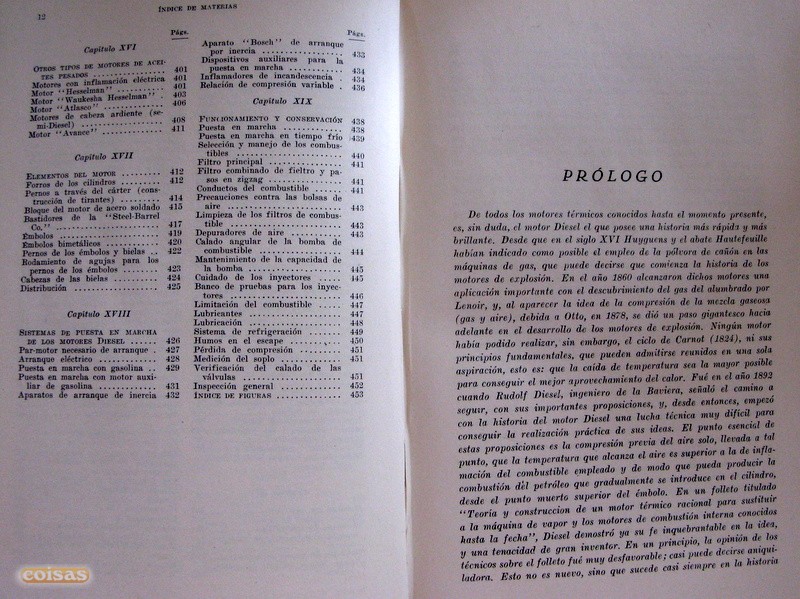 12
ÍNDICE DE MATERIAS
Págs.
Capítulo XVI
OTROS TIPOS DE MOTORES DE ACEI-
TES PESADOS ............... 401
Motores con inflamación eléctrica 401
Motor "Hesselman" ........... 401
Motor "Waukesha Hesselman" . 403
Motor "Atlasco" ............. 406
Motores de cabeza ardiente (se-
mi-Diesel) ................. 408
Motor "Avance" ............. 411
Capítulo XVII
ELEMENTOS DEL MOTOR ......... 412
Forros de los cilindros ........ 412
Pernos a través del cárter (cons-
trucción de tirantes) ........ 414
Bloque del motor de acero soldado 415
Bastidores de la "Steel-Barrel
Co." ...................... 417
Émbolos .................... 419
Émbolos bimetálicos .......... 420
Pernos de los émbolos y bielas .. 422
Rodamiento de agujas para los
pernos de los émbolos ....... 423
Cabezas de las bielas ......... 424
Distribución ................ 425
Capítulo XVIII
SISTEMAS DE PUESTA EN MARCHA
DE LOS MOTORES DIESEL ...... 426
Par-motor necesario de arranque . 427
Arranque eléctrico ........... 428
Puesta en marcha con gasolina .. 429
Puesta en marcha con motor auxi-
liar de gasolina ............. 431
Aparatos de arranque de inercia 432
Págs.
Aparato "Bosch" de arranque
por inercia ................. 433
Dispositivos auxiliares para la
puesta en marcha ........... 434
Inflamadores de incandescencia . 434
Relación de compresión variable . 436
Capítulo XIX
FUNCIONAMIENTO Y CONSERVACIÓN 438
Puesta en marcha ............ 438
Puesta en marcha en tiempo frío 439
Selección y manejo de los combus-
tibles ..................... 440
Filtro principal .............. 441
Filtro combinado de fieltro y pa-
sos en zigzag ............... 441
Conductos del combustible ..... 441
Precauciones contra las bolsas de
aire ....................... 443
Limpieza de los filtros de combus-
tible ...................... 443
Depuradores de aire .......... 443
Calado angular de la bomba de
combustible ................ 444
Mantenimiento de la capacidad de
la bomba .................. 445
Cuidado de los inyectores ...... 445
Banco de pruebas para los inyec-
tores ...................... 446
Limitación del combustible .... 447
Lubricantes ................. 447
Lubricación ................. 448
Sistema de refrigeración ....... 449
Humos en el escape .......... 450
Pérdida de compresión ........ 451
Medición del soplo ........... 451
Verificación del calado de las
válvulas ................... 451
Inspección general ........... 452
ÍNDICE DE FIGURAS ............ 453
PRÓLOGO
De todos los motores térmicos conocidos hasta el momento presente,
es, sin duda, el motor Diesel el que posee una historia más rápida y más
brillante. Desde que en el siglo XVI Huyguens y el abate Hautefeuille
habían indicado como posible el empleo de la pólvora de cañón en las
máquinas de gas, que puede decirse que comienza la historia de los
motores de explosión. En el año 1860 alcanzaron dichos motores una
aplicación importante con el descubrimiento del gas del alumbrado por
Lenoir, y, al aparecer la idea de la compresión de la mezcla gaseosa
(gas y aire), debida a Otto, en 1878, se dió un paso gigantesco hacia
adelante en el desarrollo de los motores de explosión. Ningún motor
había podido realizar, sin embargo, el ciclo de Carnot (1824), ni sus
principios fundamentales, que pueden admitirse reunidos en una sola
aspiración, esto es: que la caída de temperatura sea la mayor posible
para conseguir el mejor aprovechamiento del calor. Fué en el año 1892
cuando Rudolf Diesel, ingeniero de la Baviera, señaló el camino a
seguir, con sus importantes proposiciones, y, desde entonces, empezó
con la historia del motor Diesel una lucha técnica muy difícil para
conseguir la realización práctica de sus ideas. El punto esencial de
estas proposiciones es la compresión previa del aire solo, llevada a tal
punto, que la temperatura que alcanza el aire es superior a la de infla-
mación del combustible empleado y de modo que pueda producir la
combustión del petróleo que gradualmente se introduce en el cilindro,
desde el punto muerto superior del émbolo. En un folleto titulado
"Teoría y construccion de un motor térmico racional para sustituir
a la máquina de vapor y los motores de combustión interna conocidos
hasta la fecha", Diesel demostró ya su fe inquebrantable en la idea,
y una tenacidad de gran inventor. En un principio, la opinión de los
técnicos sobre el folleto fué muy desfavorable; casi puede decirse aniqui-
ladora. Esto no es nuevo, sino que sucede casi siempre en la historia
coisas